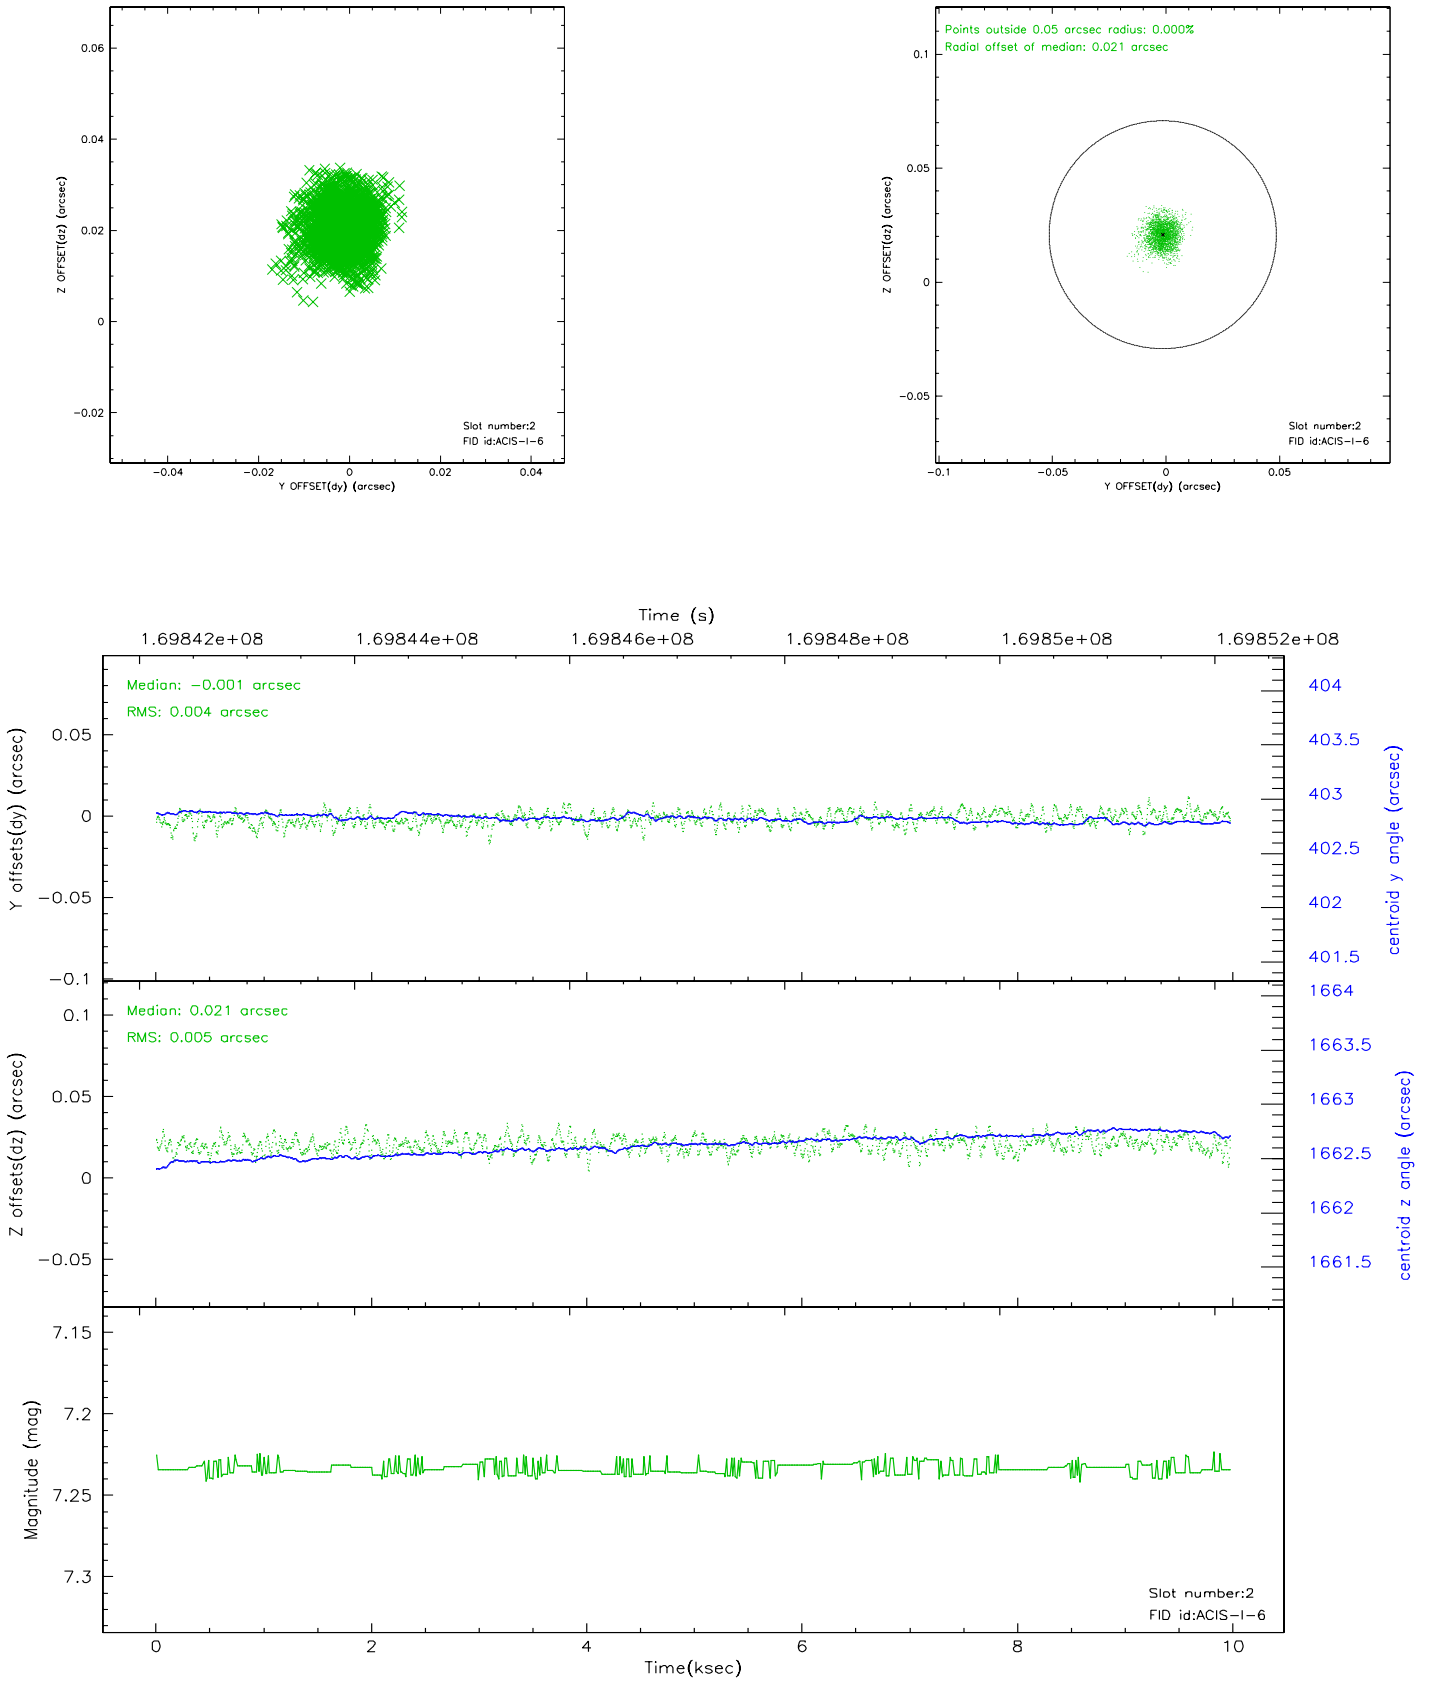 0.06
0.04
0.02
0
−0.02
−0.04
−0.02
0
0.02
0.04
Z OFFSET(dz) (arcsec)
Y OFFSET(dy) (arcsec)
Slot number:2
FID id:ACIS−I−6
Points outside 0.05 arcsec radius: 0.000%
Radial offset of median: 0.021 arcsec
0.1
0.05
0
−0.05
−0.1
−0.05
0
0.05
Z OFFSET(dz) (arcsec)
Y OFFSET(dy) (arcsec)
Slot number:2
FID id:ACIS−I−6
Time (s)
1.69842e+08 1.69844e+08 1.69846e+08 1.69848e+08 1.6985e+08 1.69852e+08
Median: −0.001 arcsec
RMS: 0.004 arcsec
0.05
0
−0.05
−0.1
Y offsets(dy) (arcsec)
404
403.5
403
402.5
402
401.5
centroid y angle (arcsec)
Median: 0.021 arcsec
RMS: 0.005 arcsec
0.1
0.05
0
−0.05
Z offsets(dz) (arcsec)
1664
1663.5
1663
1662.5
1662
1661.5
centroid z angle (arcsec)
7.15
7.2
7.25
7.3
Magnitude (mag)
Slot number:2
FID id:ACIS−I−6
0 2 4 6 8 10
Time(ksec)